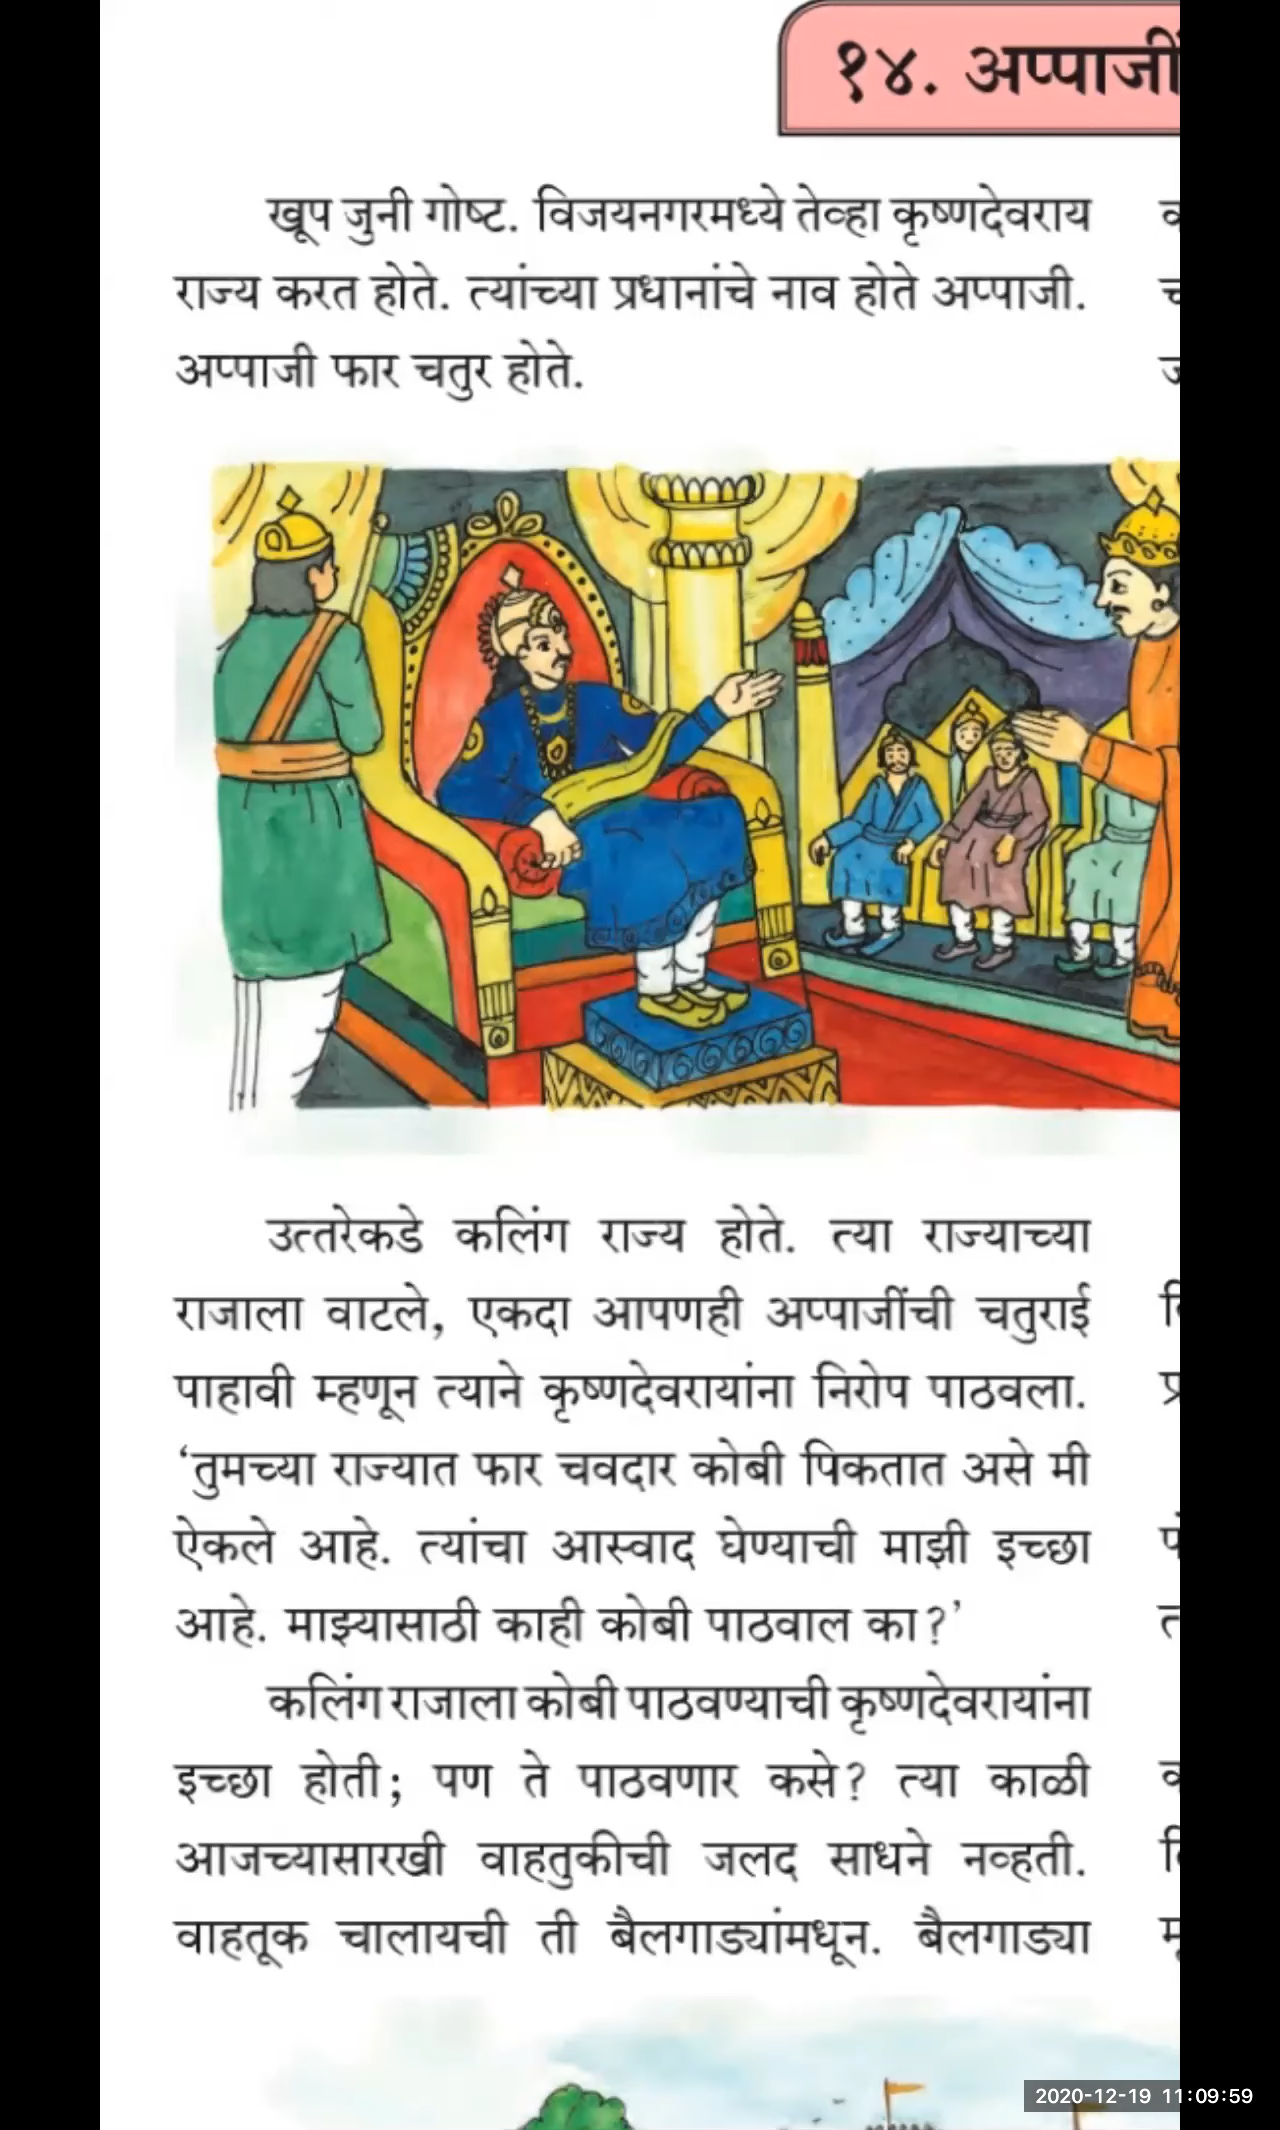 १४. अप्पाजीं
खूप जुनी गोष्ट. विजयनगरमध्ये तेव्हा कृष्णदेवराय
राज्य करत होते. त्यांच्या प्रधानांचे नाव होते अप्पाजी.
अप्पाजी फार चतुर होते.
उत्तरेकडे कलिंग राज्य होते. त्या राज्याच्या
राजाला वाटले, एकदा आपणही अप्पाजींची चतुराई
पाहावी म्हणून त्याने कृष्णदेवरायांना निरोप पाठवला.
‘तुमच्या राज्यात फार चवदार कोबी पिकतात असे मी
ऐकले आहे. त्यांचा आस्वाद घेण्याची माझी इच्छा
आहे. माझ्यासाठी काही कोबी पाठवाल का?’
कलिंग राजाला कोबी पाठवण्याची कृष्णदेवरायांना
इच्छा होती; पण ते पाठवणार कसे? त्या काळी
आजच्यासारखी वाहतुकीची जलद साधने नव्हती.
वाहतूक चालायची ती बैलगाड्यांमधून. बैलगाड्या
2020-12-19 11:09:59